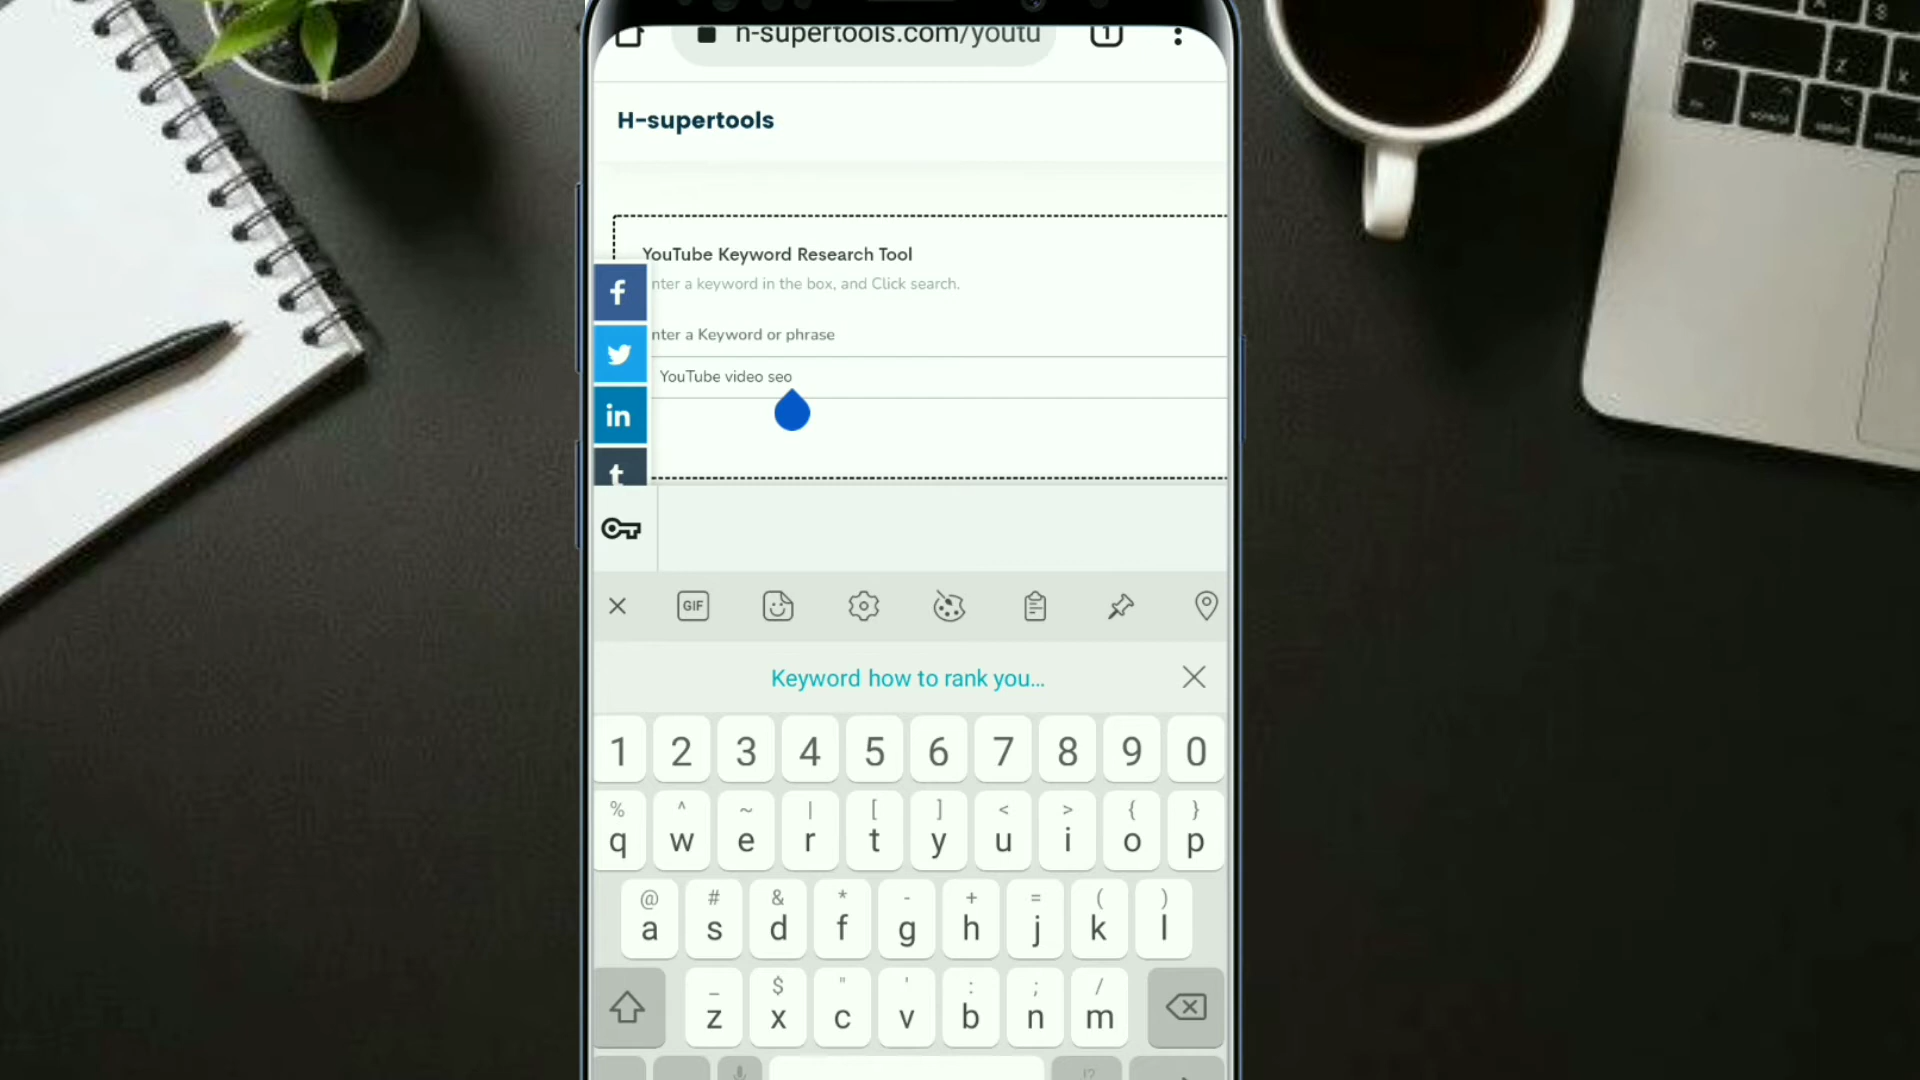 h-supertools.com/youtu
1
H-supertools
YouTube Keyword Research Tool
nter a keyword in the box, and Click search.
nter a Keyword or phrase
YouTube video seo
f
in
t
GIF
Keyword how to rank you...
1 2 3 4 5 6 7 8 9 0
% ^ ~ | [ ] < > { }
q w e r t y u i o p
@ # & * - + = ( )
a s d f g h j k l
_ $ " ' : ; /
z x c v b n m
!?